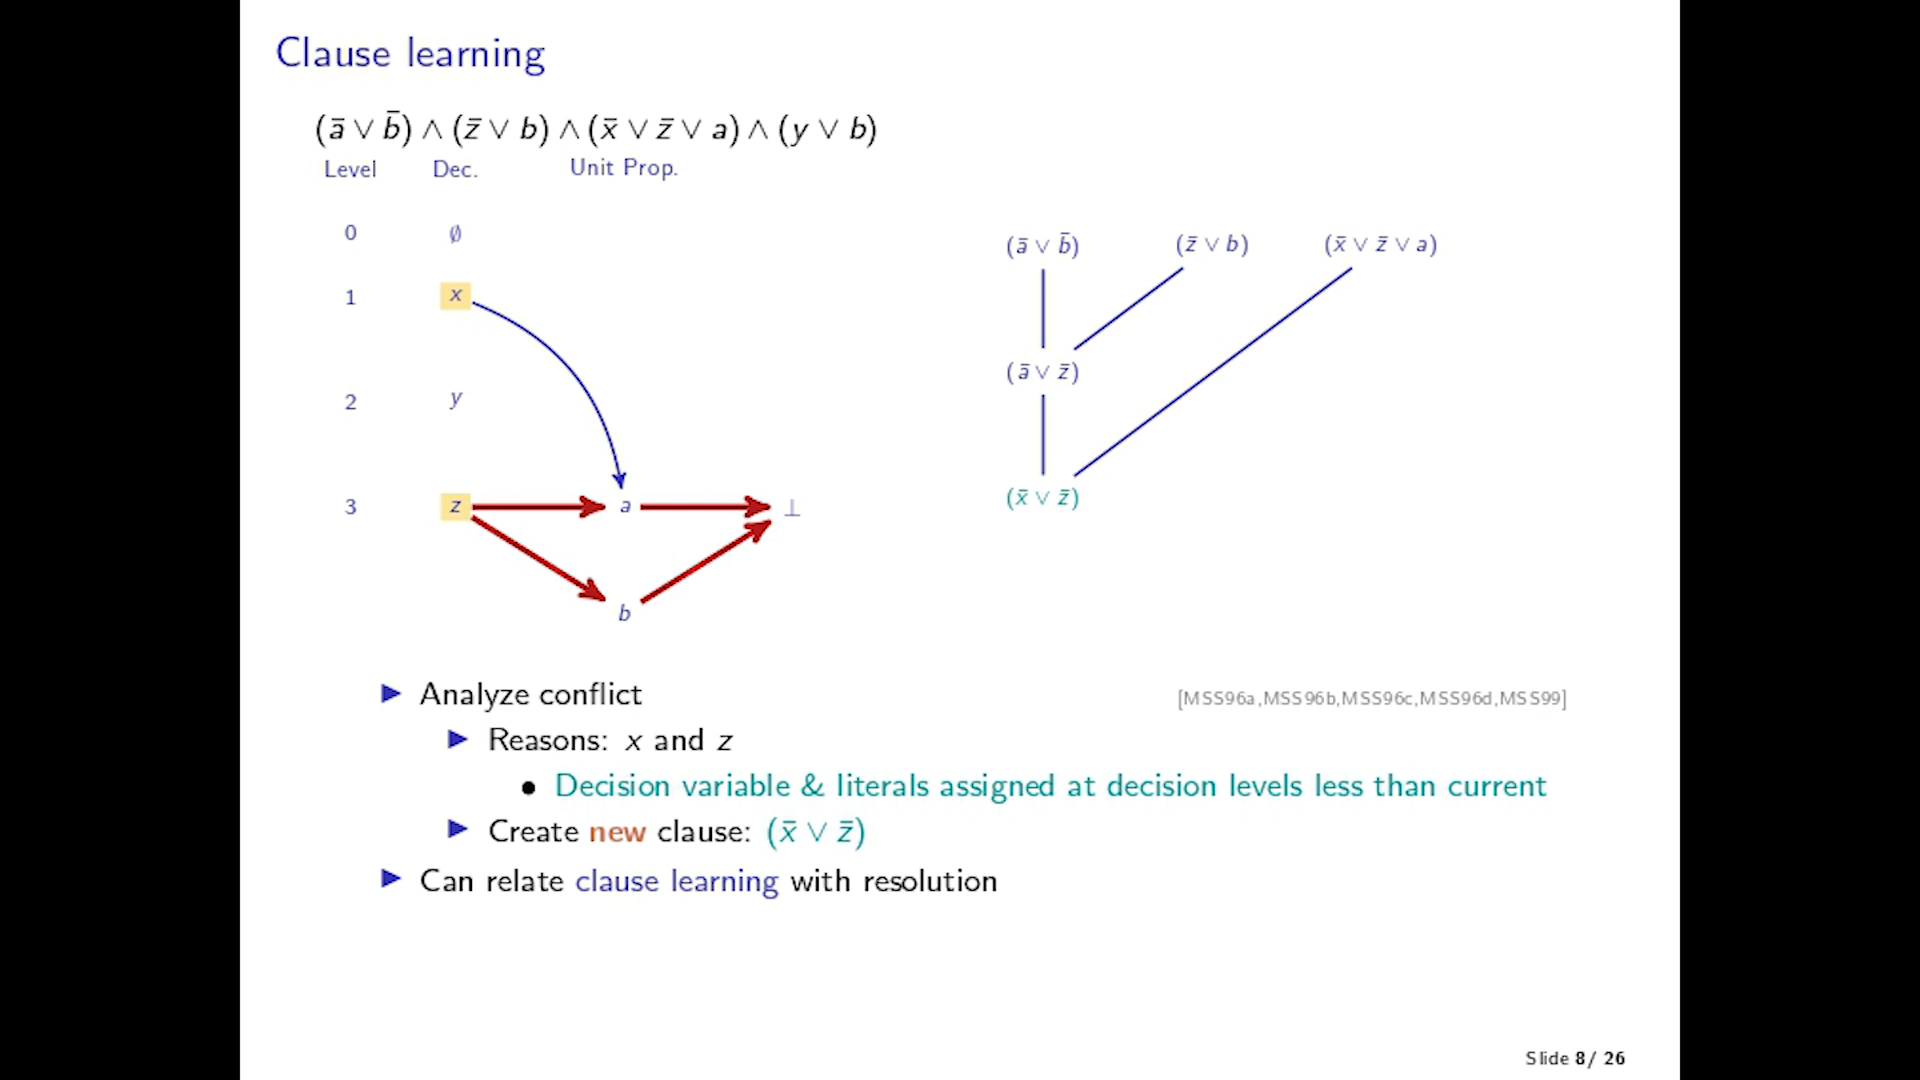 Clause learning
(ā ∨ b̄) ∧ (z̄ ∨ b) ∧ (x̄ ∨ z̄ ∨ a) ∧ (y ∨ b)
Level Dec. Unit Prop.
0 ∅
1 x
2 y
3 z a ⊥
b
(ā ∨ b̄) (z̄ ∨ b) (x̄ ∨ z̄ ∨ a)
(ā ∨ z̄)
(x̄ ∨ z̄)
▶ Analyze conflict [MSS96a,MSS96b,MSS96c,MSS96d,MSS99]
▶ Reasons: x and z
• Decision variable & literals assigned at decision levels less than current
▶ Create new clause: (x̄ ∨ z̄)
▶ Can relate clause learning with resolution
Slide 8/ 26